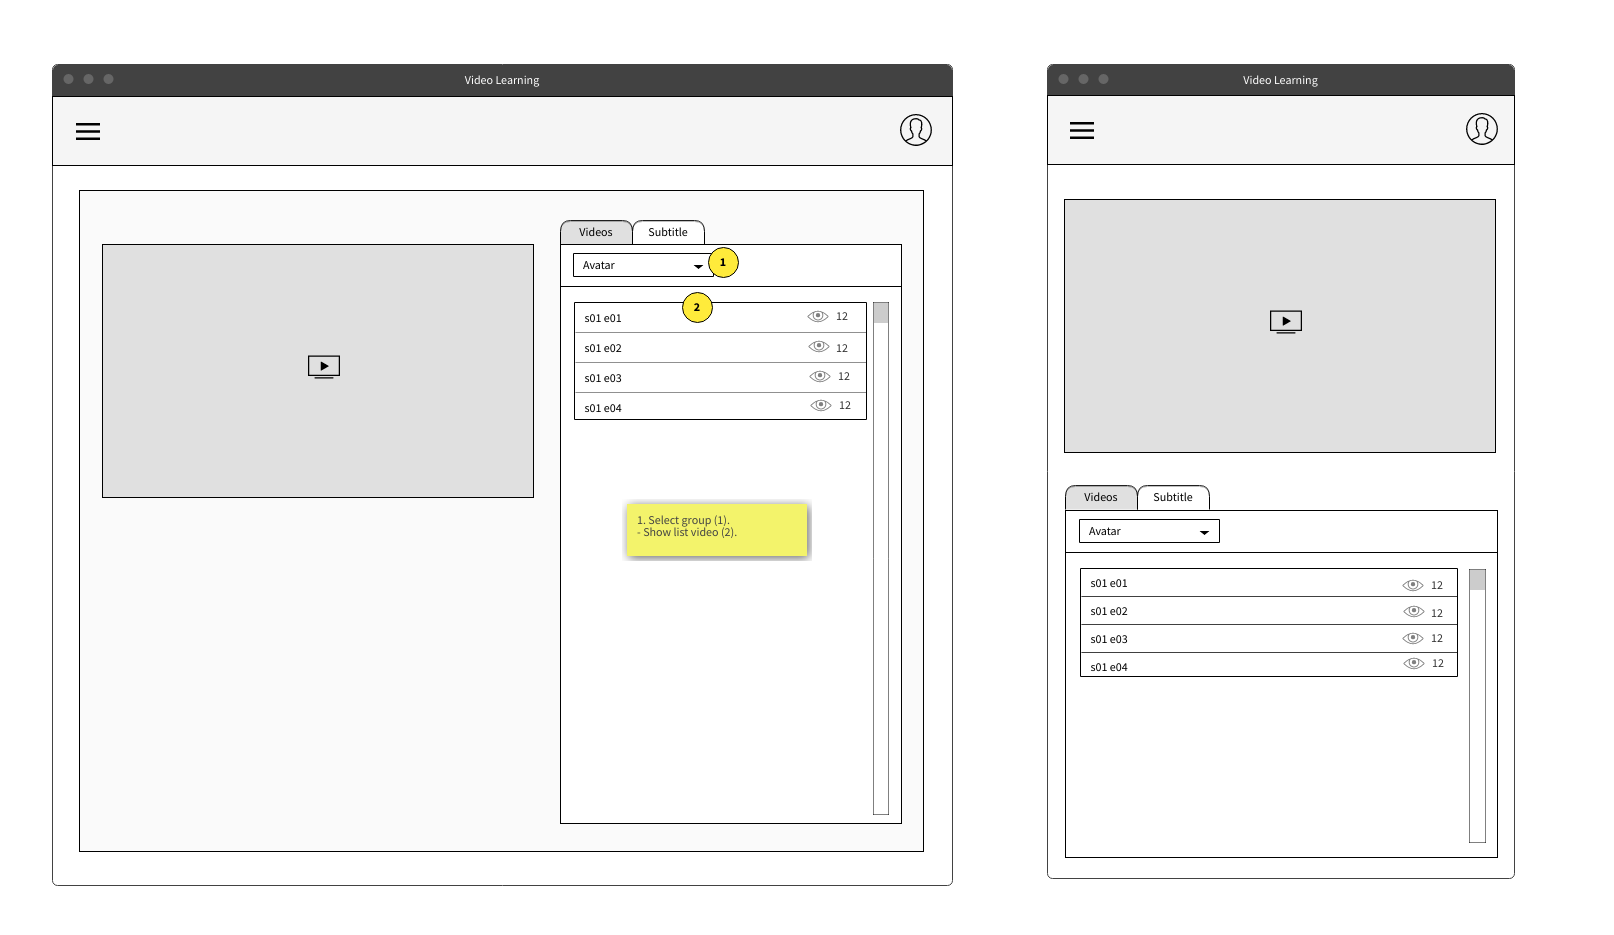 Video Learning
Videos
Subtitle
Avatar
1
2
s01 e01
12
s01 e02
12
s01 e03
12
s01 e04
12
1. Select group (1).
- Show list video (2).
Video Learning
Videos
Subtitle
Avatar
s01 e01
12
s01 e02
12
s01 e03
12
s01 e04
12